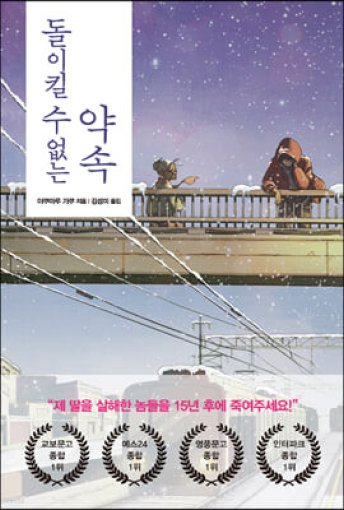 돌이킬 수 없는
약속
야쿠마루 가쿠 지음 | 김성미 옮김
“제 딸을 살해한 놈들을 15년 후에 죽여주세요!”
교보문고
종합
1위
예스24
종합
1위
영풍문고
종합
1위
인터파크
종합
1위